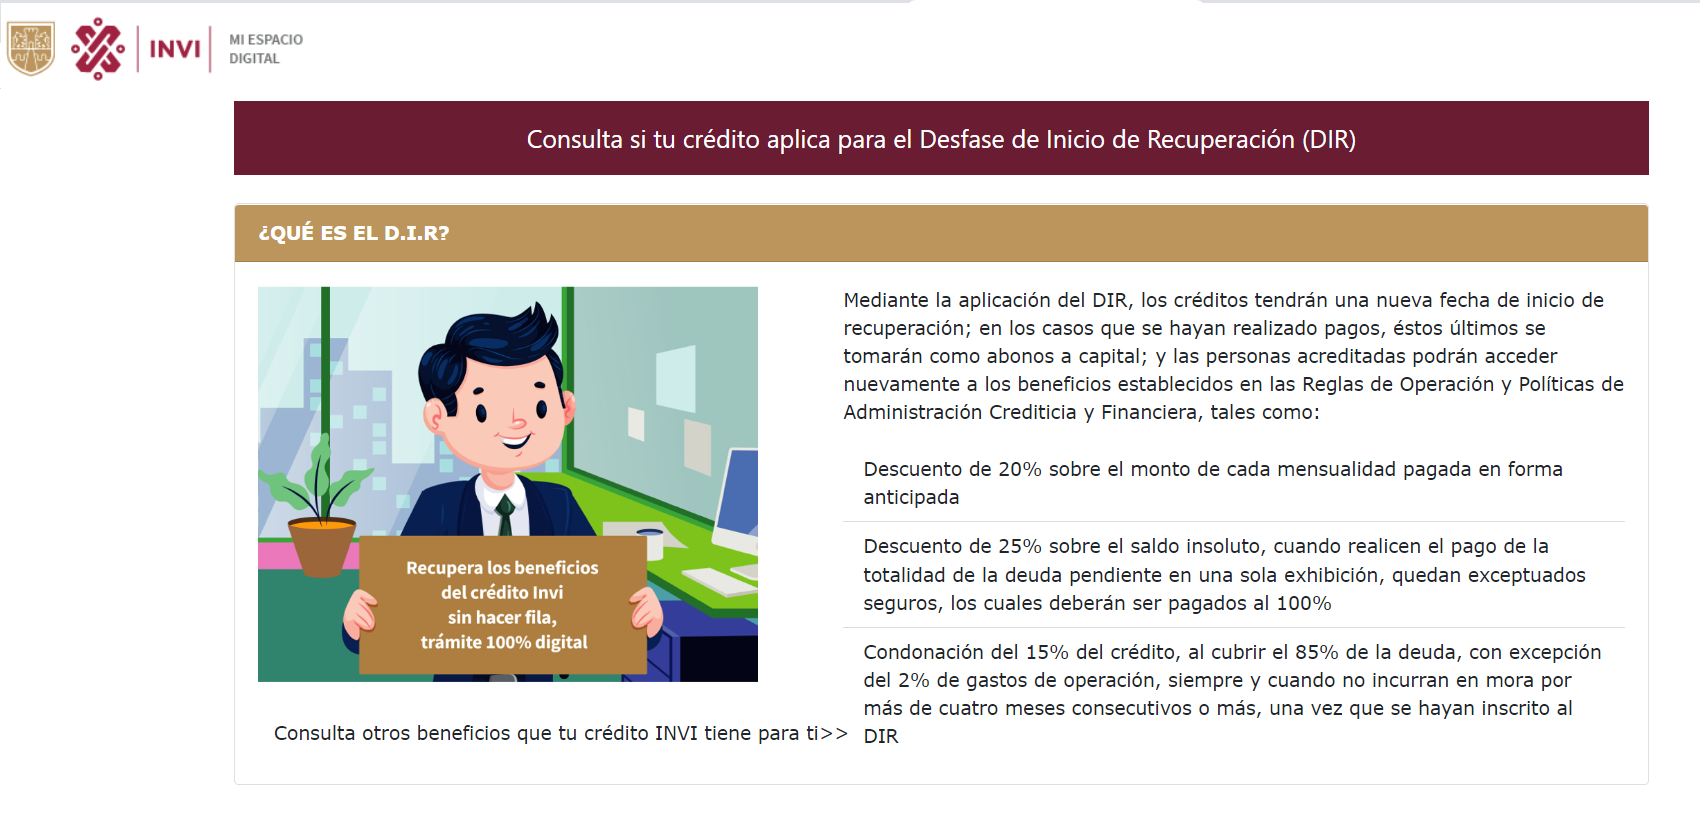 INVI
MI ESPACIO
DIGITAL
Consulta si tu crédito aplica para el Desfase de Inicio de Recuperación (DIR)
¿QUÉ ES EL D.I.R?
Recupera los beneficios
del crédito Invi
sin hacer fila,
trámite 100% digital
Consulta otros beneficios que tu crédito INVI tiene para ti>>
Mediante la aplicación del DIR, los créditos tendrán una nueva fecha de inicio de
recuperación; en los casos que se hayan realizado pagos, éstos últimos se
tomarán como abonos a capital; y las personas acreditadas podrán acceder
nuevamente a los beneficios establecidos en las Reglas de Operación y Políticas de
Administración Crediticia y Financiera, tales como:
Descuento de 20% sobre el monto de cada mensualidad pagada en forma
anticipada
Descuento de 25% sobre el saldo insoluto, cuando realicen el pago de la
totalidad de la deuda pendiente en una sola exhibición, quedan exceptuados
seguros, los cuales deberán ser pagados al 100%
Condonación del 15% del crédito, al cubrir el 85% de la deuda, con excepción
del 2% de gastos de operación, siempre y cuando no incurran en mora por
más de cuatro meses consecutivos o más, una vez que se hayan inscrito al
DIR